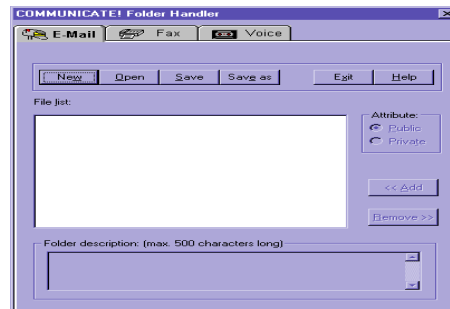 COMMUNICATE! Folder Handler
E-Mail Fax Voice
New Open Save Save as Exit Help
File list:
Attribute:
Public
Private
<< Add
Remove >>
Folder description: (max. 500 characters long)